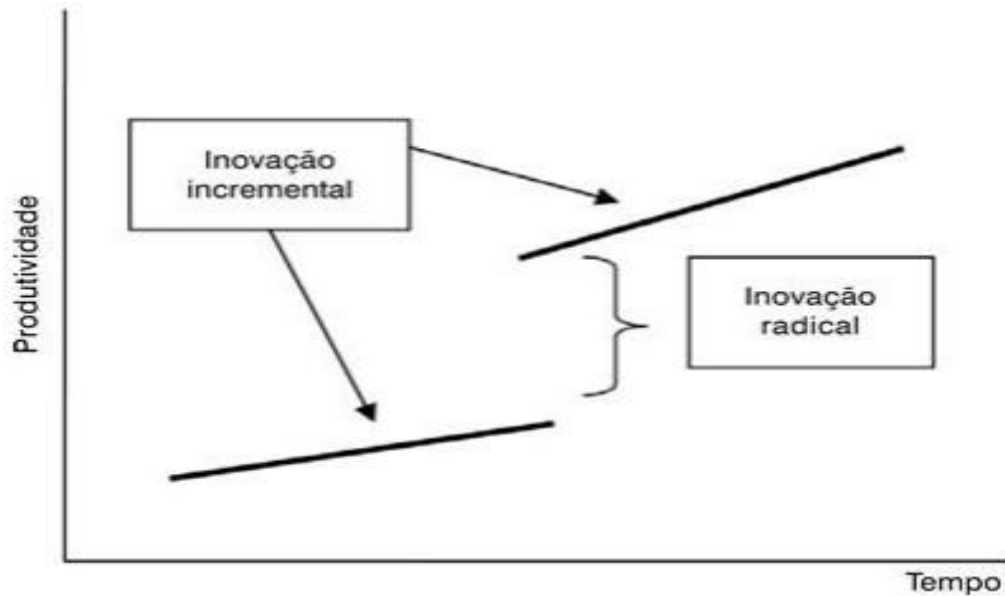 Inovação
incremental
Produtividade
Inovação
radical
Tempo